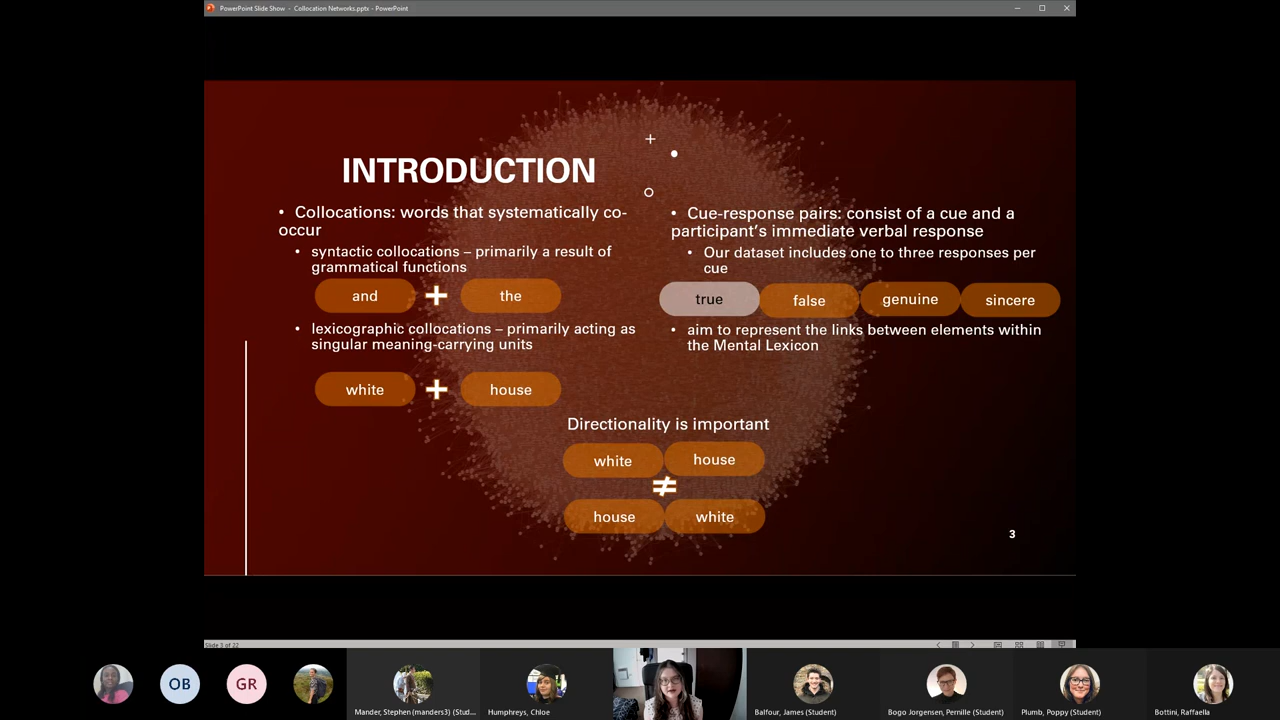 PowerPoint Slide Show - Collocation Networks.pptx - PowerPoint
INTRODUCTION
• Collocations: words that systematically co-
occur
• syntactic collocations – primarily a result of
grammatical functions
and + the
• lexicographic collocations – primarily acting as
singular meaning-carrying units
white + house
• Cue-response pairs: consist of a cue and a
participant's immediate verbal response
• Our dataset includes one to three responses per
cue
true false genuine sincere
• aim to represent the links between elements within
the Mental Lexicon
Directionality is important
white house
≠
house white
3
Slide 3 of 22
OB
GR
Mander, Stephen (manders3) (Stud...
Humphreys, Chloe
Balfour, James (Student)
Bogo Jorgensen, Pernille (Student)
Plumb, Poppy (Student)
Bottini, Raffaella